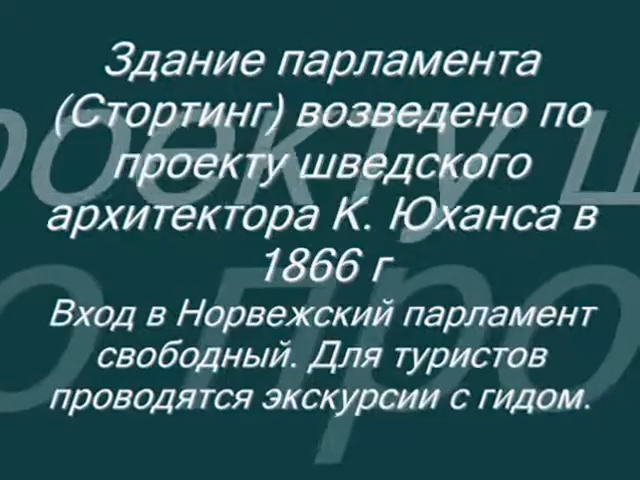 Здание парламента
(Стортинг) возведено по
проекту шведского
архитектора К. Юханса в
1866 г
Вход в Норвежский парламент
свободный. Для туристов
проводятся экскурсии с гидом.